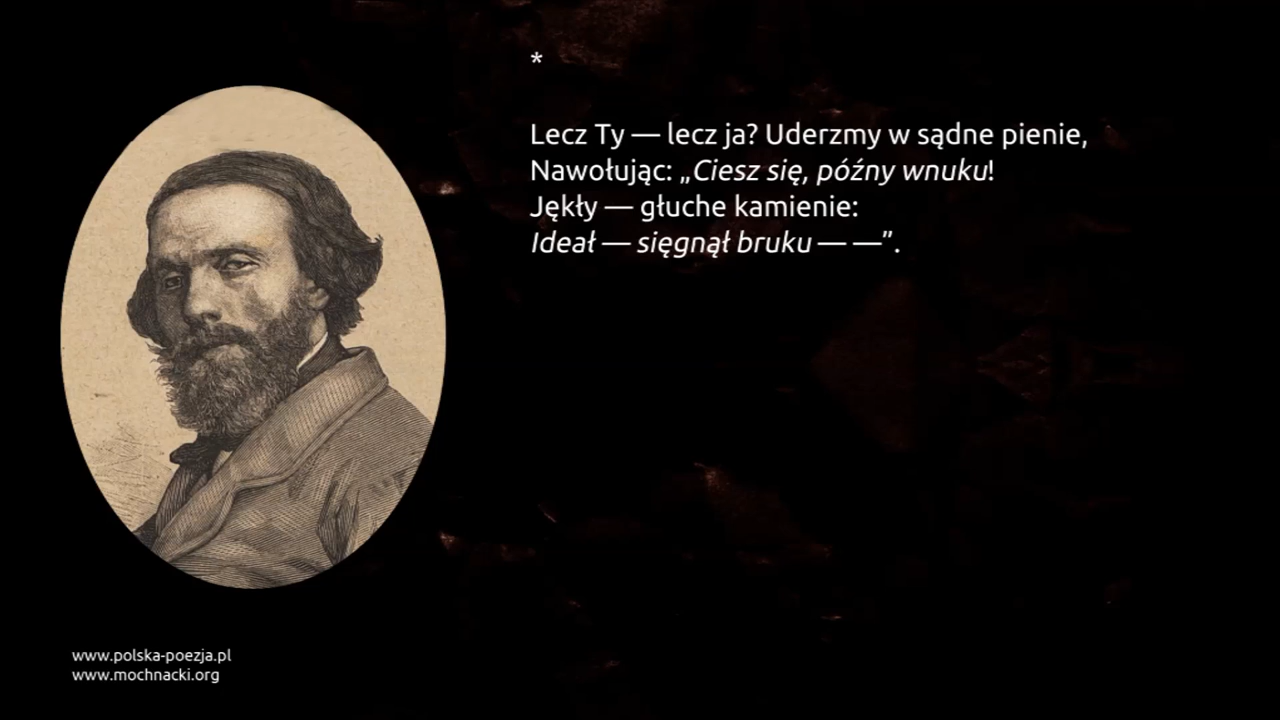 *
Lecz Ty — lecz ja? Uderzmy w sądne pienie,
Nawołując: „Ciesz się, późny wnuku!
Jękły — głuche kamienie:
Ideał — sięgnął bruku — —”.
www.polska-poezja.pl
www.mochnacki.org